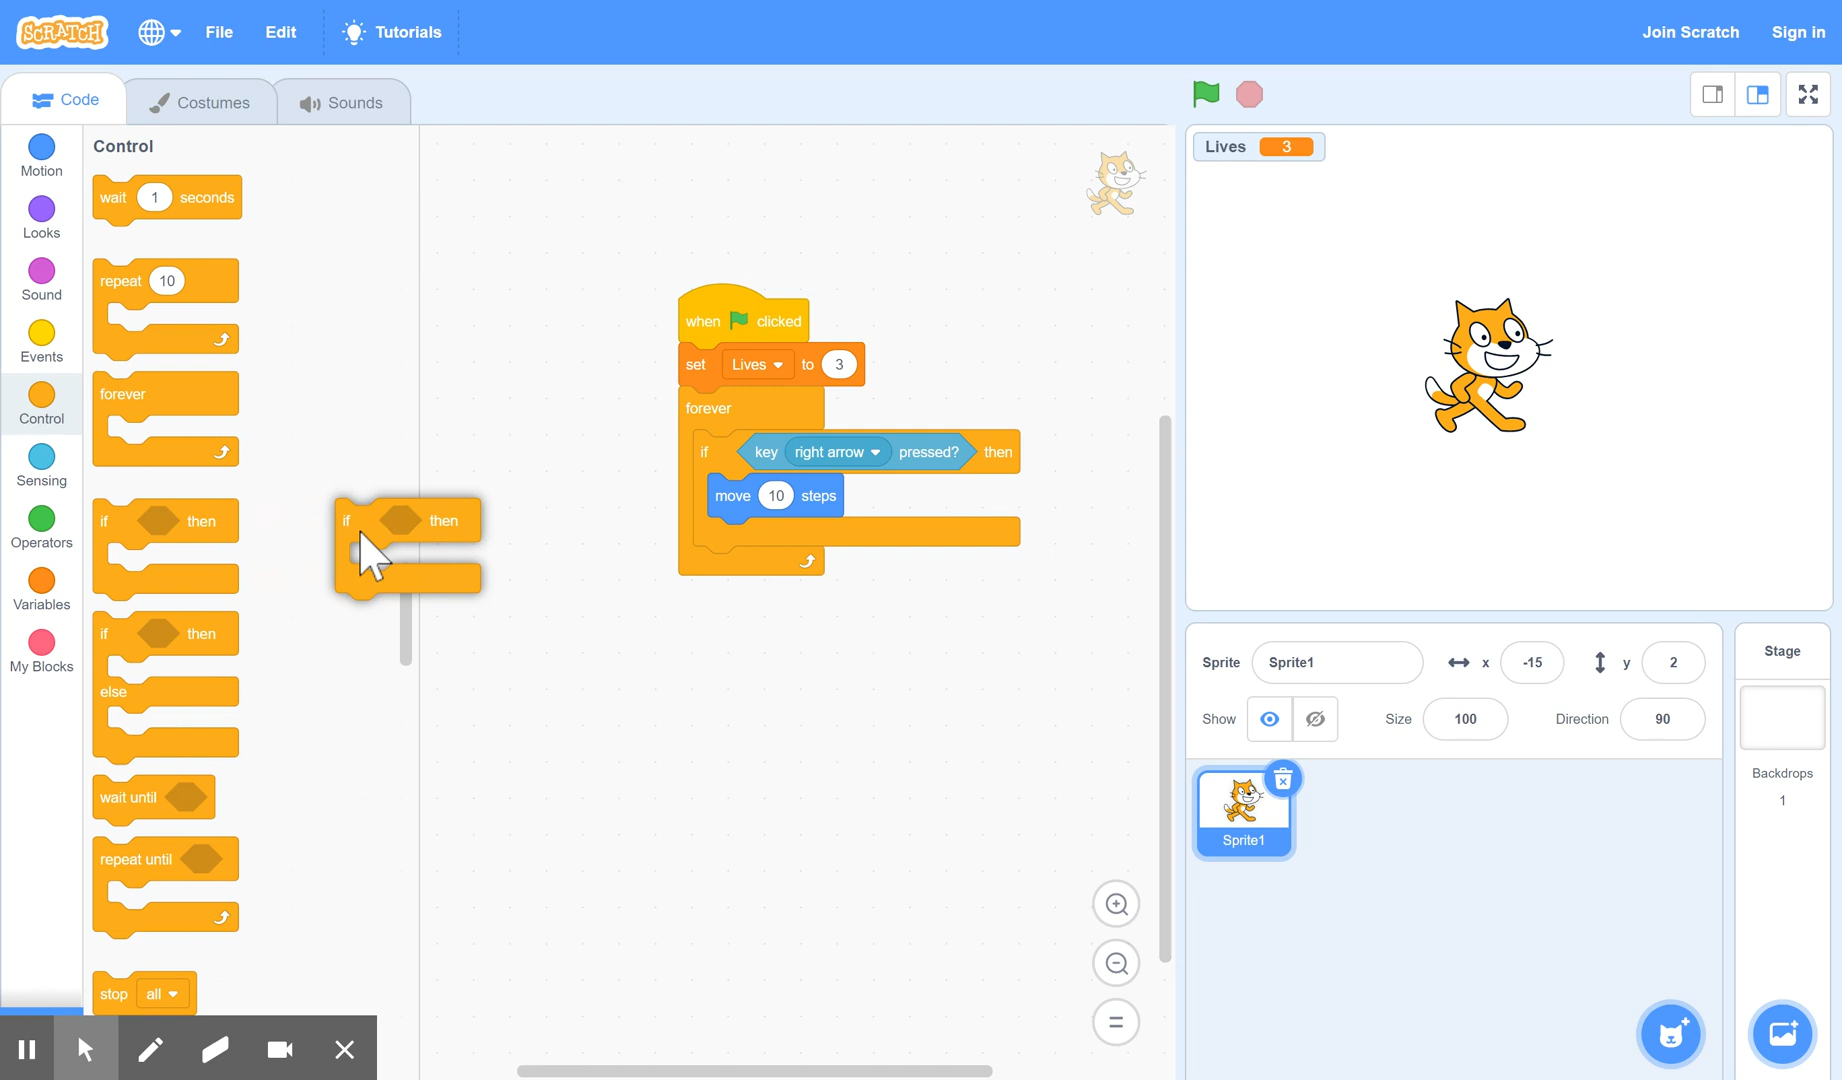 SCRATCH File Edit Tutorials Join Scratch Sign in
Code Costumes Sounds
Motion
Looks
Sound
Events
Control
Sensing
Operators
Variables
My Blocks
Control
wait 1 seconds
repeat 10
forever
if then
if then
else
wait until
repeat until
stop all
if then
when clicked
set Lives to 3
forever
if key right arrow pressed? then
move 10 steps
Lives 3
Sprite Sprite1 x -15 y 2
Show Size 100 Direction 90
Sprite1
Stage
Backdrops
1